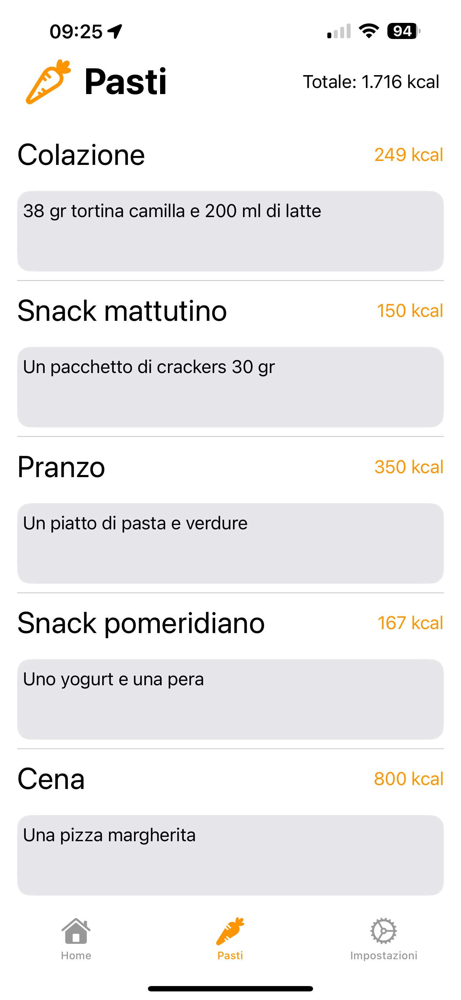 09:25
94
Pasti
Totale: 1.716 kcal
Colazione
249 kcal
38 gr tortina camilla e 200 ml di latte
Snack mattutino
150 kcal
Un pacchetto di crackers 30 gr
Pranzo
350 kcal
Un piatto di pasta e verdure
Snack pomeridiano
167 kcal
Uno yogurt e una pera
Cena
800 kcal
Una pizza margherita
Home
Pasti
Impostazioni